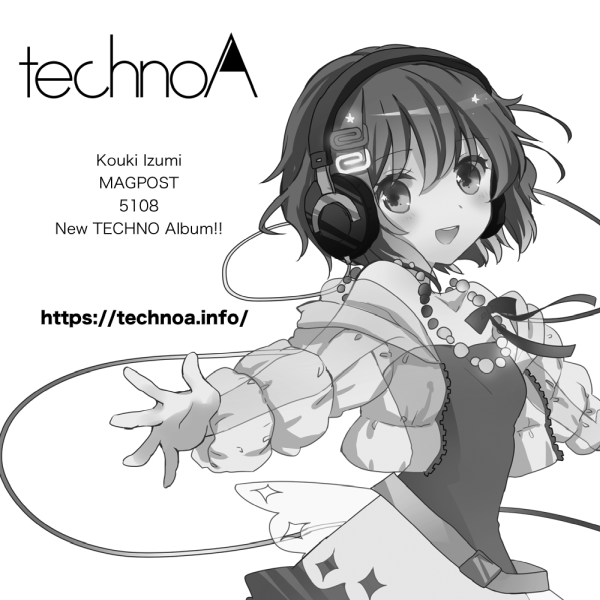 technoA
Kouki Izumi
MAGPOST
5108
New TECHNO Album!!
https://technoa.info/